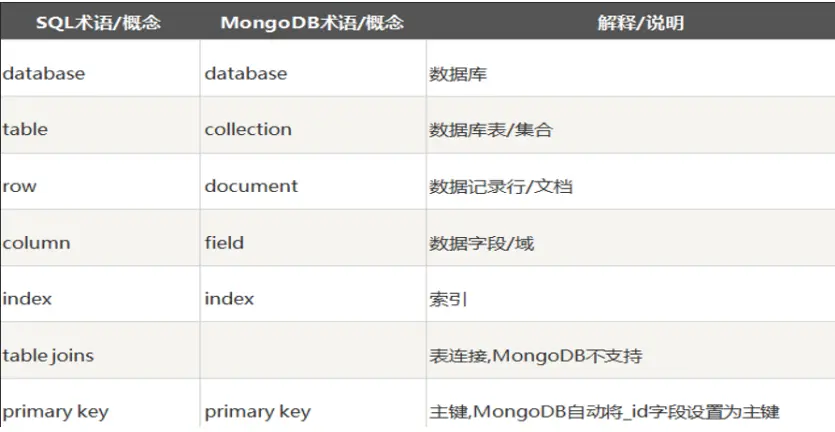 SQL术语/概念 MongoDB术语/概念 解释/说明
database database 数据库
table collection 数据库表/集合
row document 数据记录行/文档
column field 数据字段/域
index index 索引
table joins 表连接,MongoDB不支持
primary key primary key 主键,MongoDB自动将_id字段设置为主键